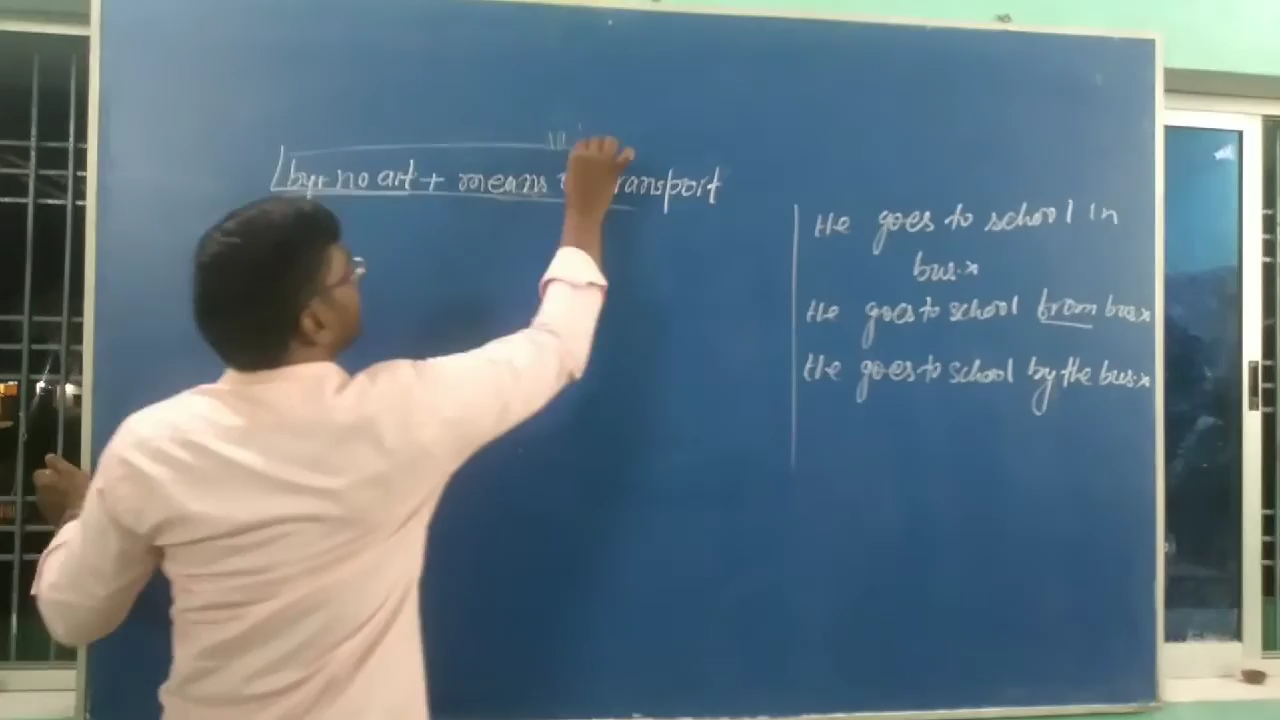 by+ no art + means transport
He goes to school in
bus.x
He goes to school from bus x
He goes to school by the bus.x